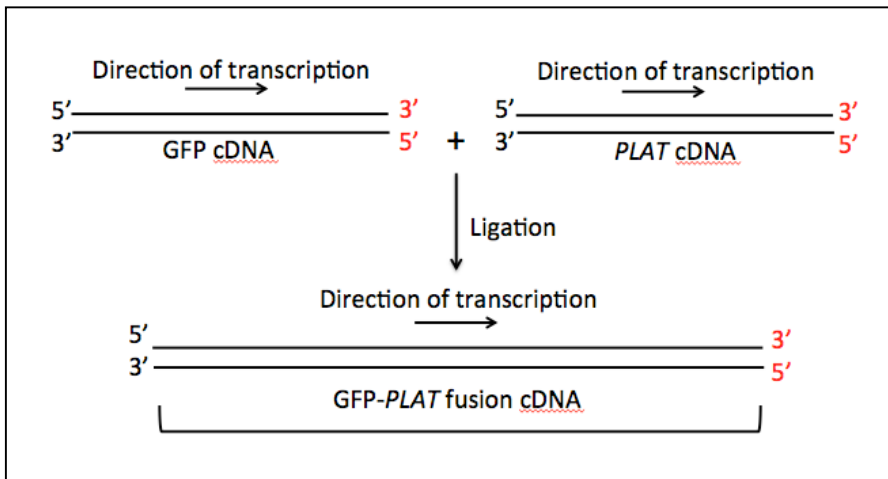 Direction of transcription Direction of transcription
5’ 3’ 5’ 3’
3’ 5’ + 3’ 5’
GFP cDNA PLAT cDNA
Ligation
Direction of transcription
5’ 3’
3’ 5’
GFP-PLAT fusion cDNA